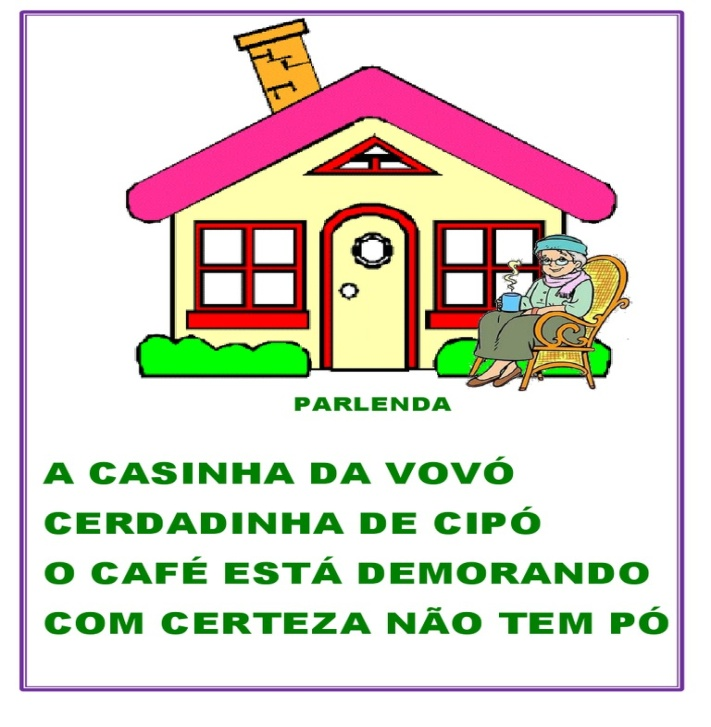 PARLENDA
A CASINHA DA VOVÓ
CERDADINHA DE CIPÓ
O CAFÉ ESTÁ DEMORANDO
COM CERTEZA NÃO TEM PÓ